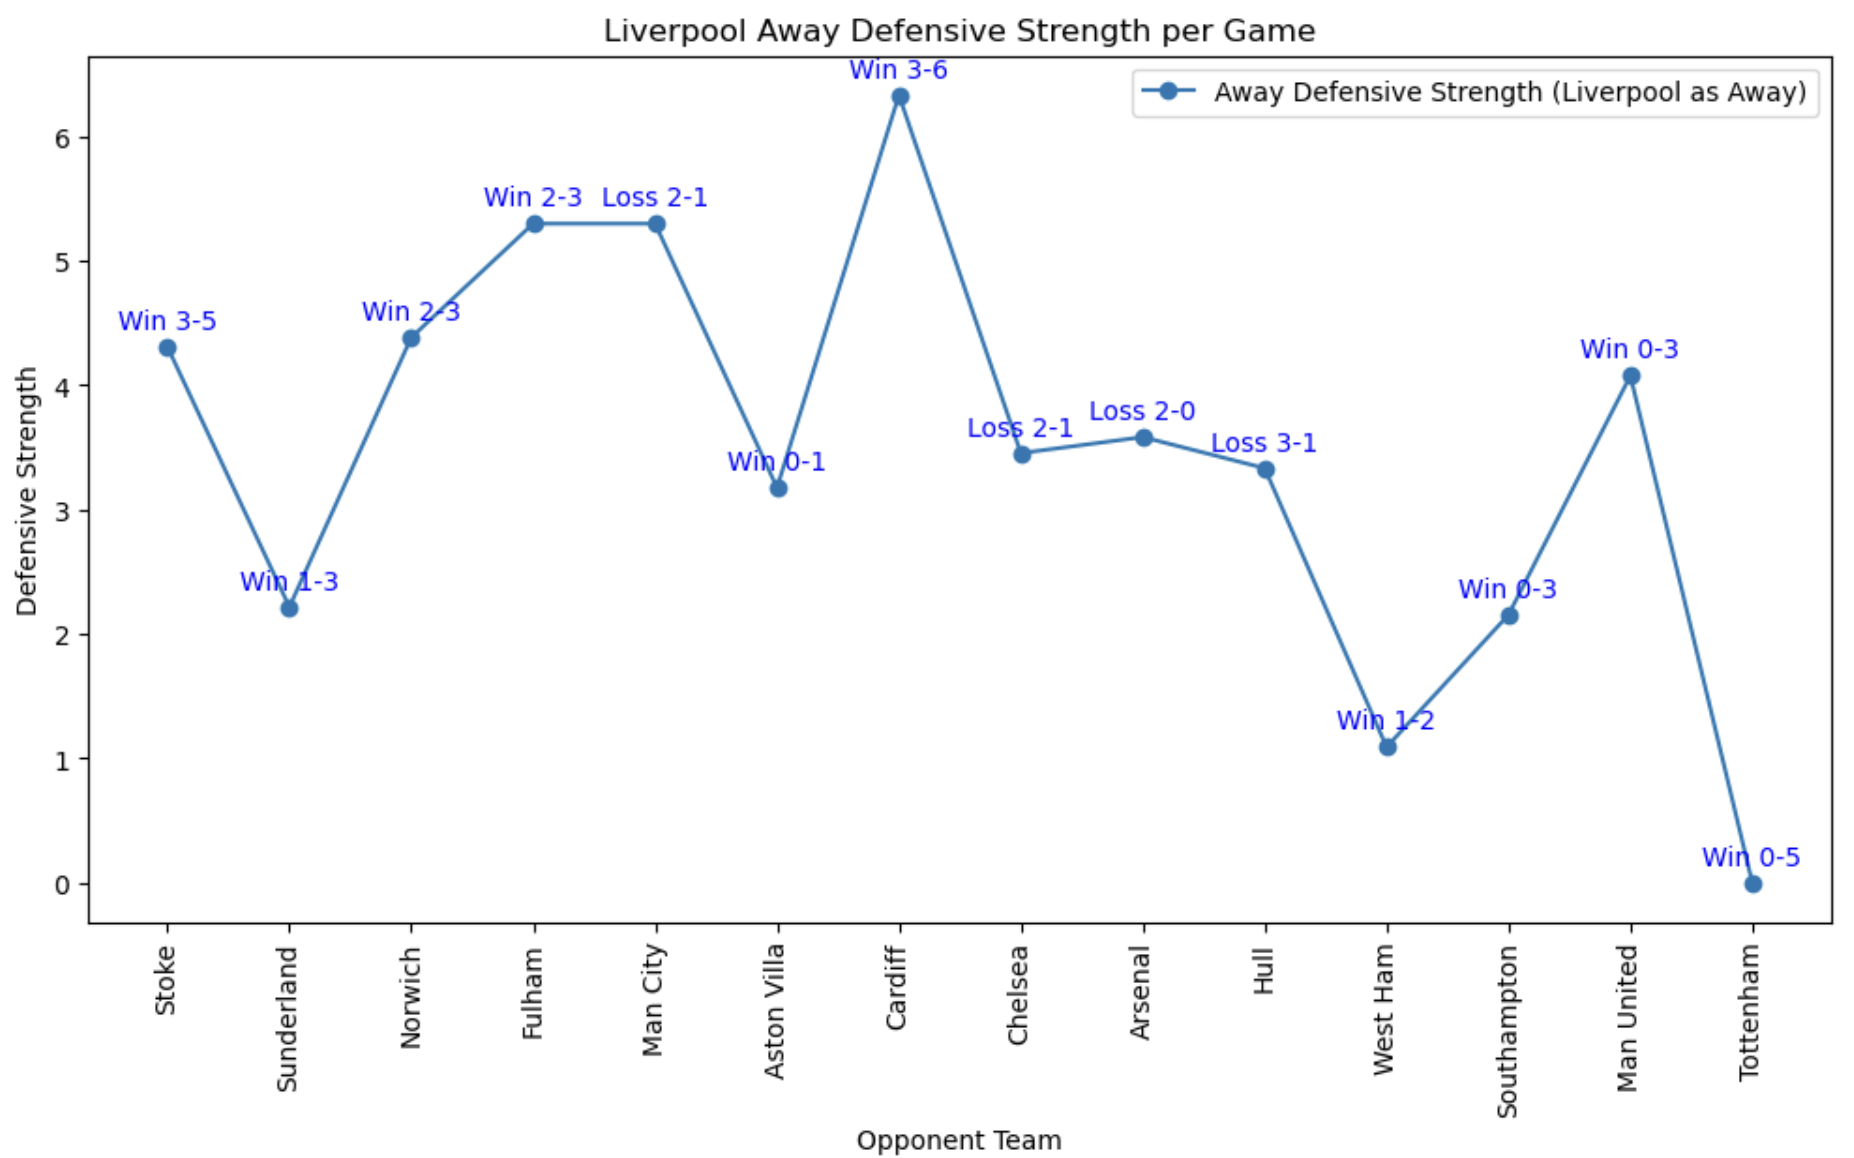 Liverpool Away Defensive Strength per Game
Away Defensive Strength (Liverpool as Away)
Defensive Strength
6
5
4
3
2
1
0
Win 3-5
Win 1-3
Win 2-3
Win 2-3
Loss 2-1
Win 0-1
Win 3-6
Loss 2-1
Loss 2-0
Loss 3-1
Win 1-2
Win 0-3
Win 0-3
Win 0-5
Stoke
Sunderland
Norwich
Fulham
Man City
Aston Villa
Cardiff
Chelsea
Arsenal
Hull
West Ham
Southampton
Man United
Tottenham
Opponent Team